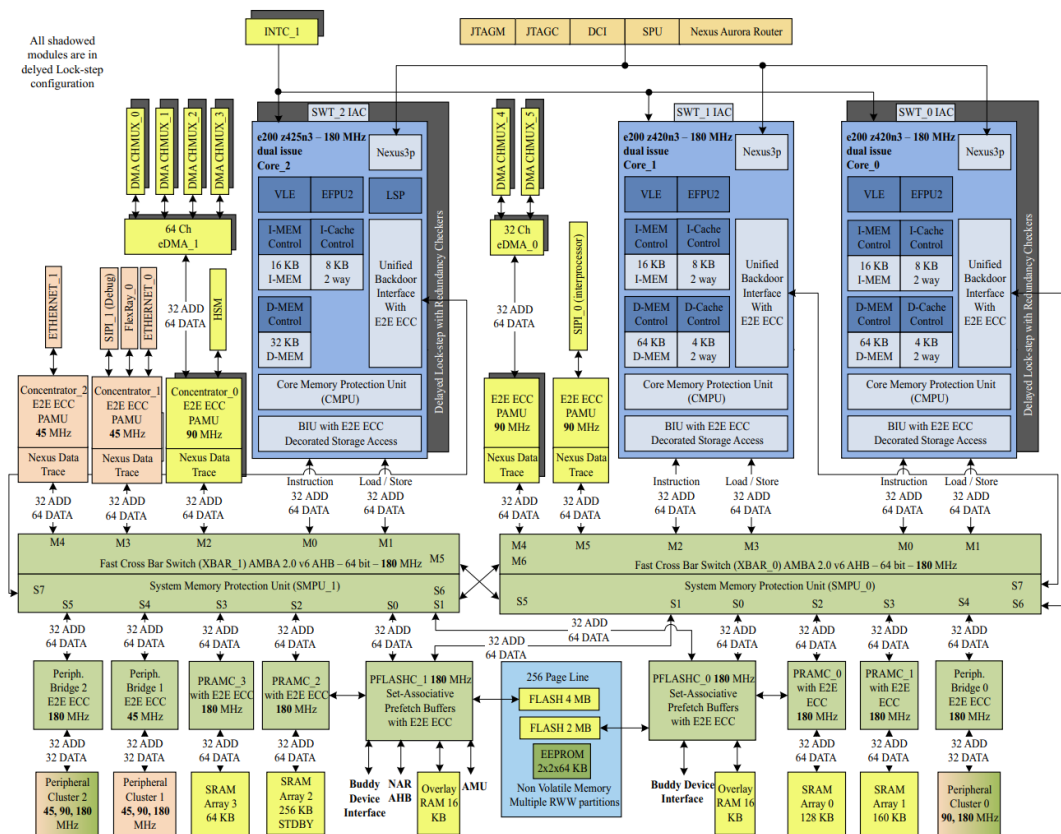 All shadowed
modules are in
delyed Lock-step
configuration
INTC_1
JTAGM
JTAGC
DCI
SPU
Nexus Aurora Router
DMA CHMUX_0
DMA CHMUX_1
DMA CHMUX_2
DMA CHMUX_3
64 Ch
eDMA_1
32 ADD
64 DATA
ETHERNET_1
SIPI_1 (Debug)
FlexRay_0
ETHERNET_0
HSM
Concentrator_2
E2E ECC
PAMU
45 MHz
Nexus Data
Trace
Concentrator_1
E2E ECC
PAMU
45 MHz
Nexus Data
Trace
Concentrator_0
E2E ECC
PAMU
90 MHz
Nexus Data
Trace
SWT_2 IAC
e200 z425n3 – 180 MHz
dual issue
Core_2
Nexus3p
VLE
EFPU2
LSP
I-MEM
Control
I-Cache
Control
16 KB
I-MEM
8 KB
2 way
D-MEM
Control
32 KB
D-MEM
Unified
Backdoor
Interface
With
E2E ECC
Core Memory Protection Unit
(CMPU)
BIU with E2E ECC
Decorated Storage Access
Delayed Lock-step with Redundancy Checkers
DMA CHMUX_4
DMA CHMUX_5
32 Ch
eDMA_0
32 ADD
64 DATA
SIPI_0 (interprocessor)
E2E ECC
PAMU
90 MHz
Nexus Data
Trace
E2E ECC
PAMU
90 MHz
Nexus Data
Trace
SWT_1 IAC
e200 z420n3 – 180 MHz
dual issue
Core_1
Nexus3p
VLE
EFPU2
I-MEM
Control
I-Cache
Control
16 KB
I-MEM
8 KB
2 way
D-MEM
Control
D-Cache
Control
64 KB
D-MEM
4 KB
2 way
Unified
Backdoor
Interface
With
E2E ECC
Core Memory Protection Unit
(CMPU)
BIU with E2E ECC
Decorated Storage Access
SWT_0 IAC
e200 z420n3 – 180 MHz
dual issue
Core_0
Nexus3p
VLE
EFPU2
I-MEM
Control
I-Cache
Control
16 KB
I-MEM
8 KB
2 way
D-MEM
Control
D-Cache
Control
64 KB
D-MEM
4 KB
2 way
Unified
Backdoor
Interface
With
E2E ECC
Core Memory Protection Unit
(CMPU)
BIU with E2E ECC
Decorated Storage Access
Delayed Lock-step with Redundancy Checkers
32 ADD
64 DATA
32 ADD
64 DATA
32 ADD
64 DATA
Instruction
32 ADD
64 DATA
Load / Store
32 ADD
64 DATA
32 ADD
64 DATA
32 ADD
64 DATA
Instruction
32 ADD
64 DATA
Load / Store
32 ADD
64 DATA
Instruction
32 ADD
64 DATA
Load / Store
32 ADD
64 DATA
M4
M3
M2
M0
M1
M5
Fast Cross Bar Switch (XBAR_1) AMBA 2.0 v6 AHB – 64 bit – 180 MHz
System Memory Protection Unit (SMPU_1)
S7
S6
S5
S4
S3
S2
S0
S1
M4
M6
M5
M2
M3
M0
M1
Fast Cross Bar Switch (XBAR_0) AMBA 2.0 v6 AHB – 64 bit – 180 MHz
System Memory Protection Unit (SMPU_0)
S7
S5
S1
S0
S2
S3
S4
S6
32 ADD
64 DATA
32 ADD
64 DATA
32 ADD
64 DATA
32 ADD
64 DATA
32 ADD
64 DATA
32 ADD
64 DATA
32 ADD
64 DATA
32 ADD
64 DATA
32 ADD
64 DATA
32 ADD
64 DATA
32 ADD
64 DATA
Periph.
Bridge 2
E2E ECC
180 MHz
Periph.
Bridge 1
E2E ECC
45 MHz
PRAMC_3
with E2E ECC
180 MHz
PRAMC_2
with E2E ECC
180 MHz
PFLASHC_1 180 MHz
Set-Associative
Prefetch Buffers
with E2E ECC
256 Page Line
FLASH 4 MB
FLASH 2 MB
EEPROM
2x2x64 KB
Non Volatile Memory
Multiple RWW partitions
PFLASHC_0 180 MHz
Set-Associative
Prefetch Buffers
with E2E ECC
PRAMC_0
with E2E
ECC
180 MHz
PRAMC_1
with E2E
ECC
180 MHz
Periph.
Bridge 0
E2E ECC
180 MHz
32 ADD
32 DATA
32 ADD
32 DATA
32 ADD
64 DATA
32 ADD
64 DATA
32 ADD
64 DATA
32 ADD
64 DATA
32 ADD
32 DATA
Peripheral
Cluster 2
45, 90, 180
MHz
Peripheral
Cluster 1
45, 90, 180
MHz
SRAM
Array 3
64 KB
SRAM
Array 2
256 KB
STDBY
Buddy
Device
Interface
NAR
AHB
Overlay
RAM 16
KB
AMU
Buddy Device
Interface
Overlay
RAM 16
KB
SRAM
Array 0
128 KB
SRAM
Array 1
160 KB
Peripheral
Cluster 0
90, 180 MHz